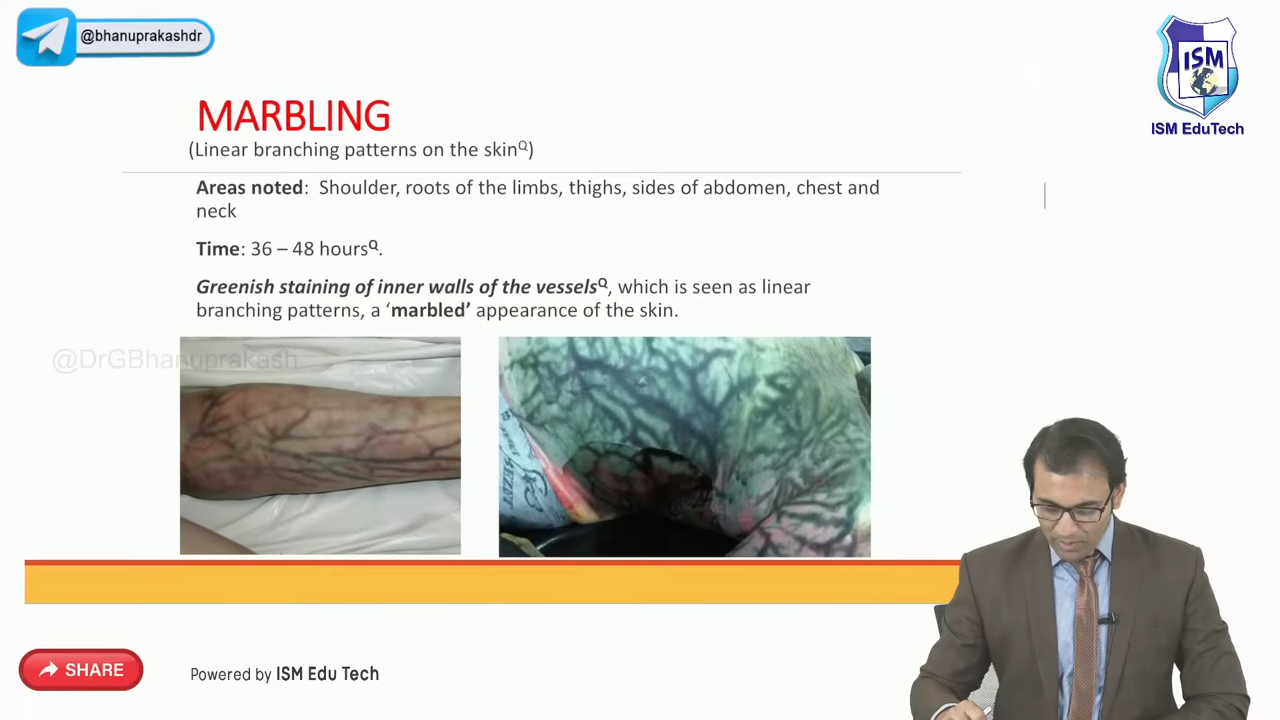 @bhanuprakashdr
ISM
ISM EduTech
MARBLING
(Linear branching patterns on the skinQ)
Areas noted: Shoulder, roots of the limbs, thighs, sides of abdomen, chest and
neck
Time: 36 – 48 hoursQ.
Greenish staining of inner walls of the vesselsQ, which is seen as linear
branching patterns, a ‘marbled’ appearance of the skin.
@DrGBhanuprakash
SHARE
Powered by ISM Edu Tech